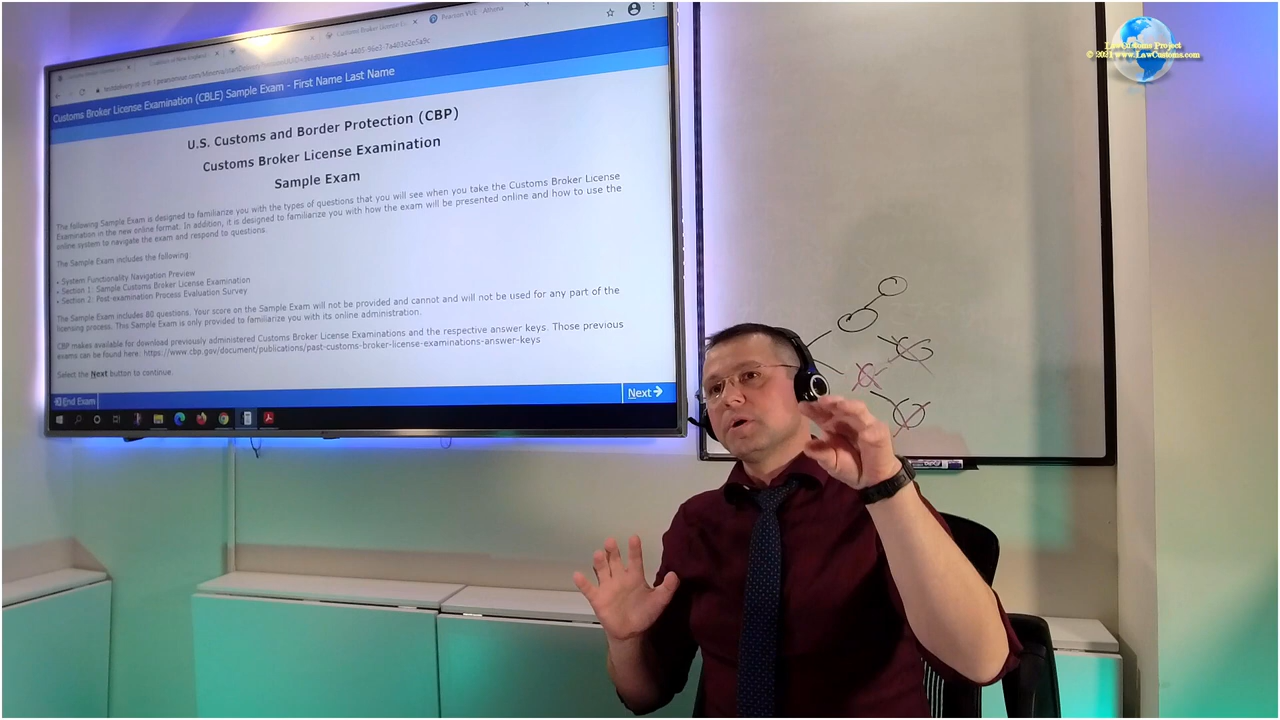 Customs Broker License
Pearson VUE - Athena
LawCustoms Project
© 2021 www.LawCustoms.com
Customs Broker License Examination (CBLE) Sample Exam - First Name Last Name
U.S. Customs and Border Protection (CBP)
Customs Broker License Examination
Sample Exam
The following Sample Exam is designed to familiarize you with the types of questions that you will see when you take the Customs Broker License
Examination in the new online format. In addition, it is designed to familiarize you with how the exam will be presented online and how to use the
online system to navigate the exam and respond to questions.
The Sample Exam includes the following:
• System Functionality Navigation Preview
• Section 1: Sample Customs Broker License Examination
• Section 2: Post-examination Process Evaluation Survey
The Sample Exam includes 80 questions. Your score on the Sample Exam will not be provided and cannot and will not be used for any part of the
licensing process. This Sample Exam is only provided to familiarize you with its online administration.
CBP makes available for download previously administered Customs Broker License Examinations and the respective answer keys. Those previous
exams can be found here: https://www.cbp.gov/document/publications/past-customs-broker-license-examinations-answer-keys
Select the Next button to continue.
End Exam
Next